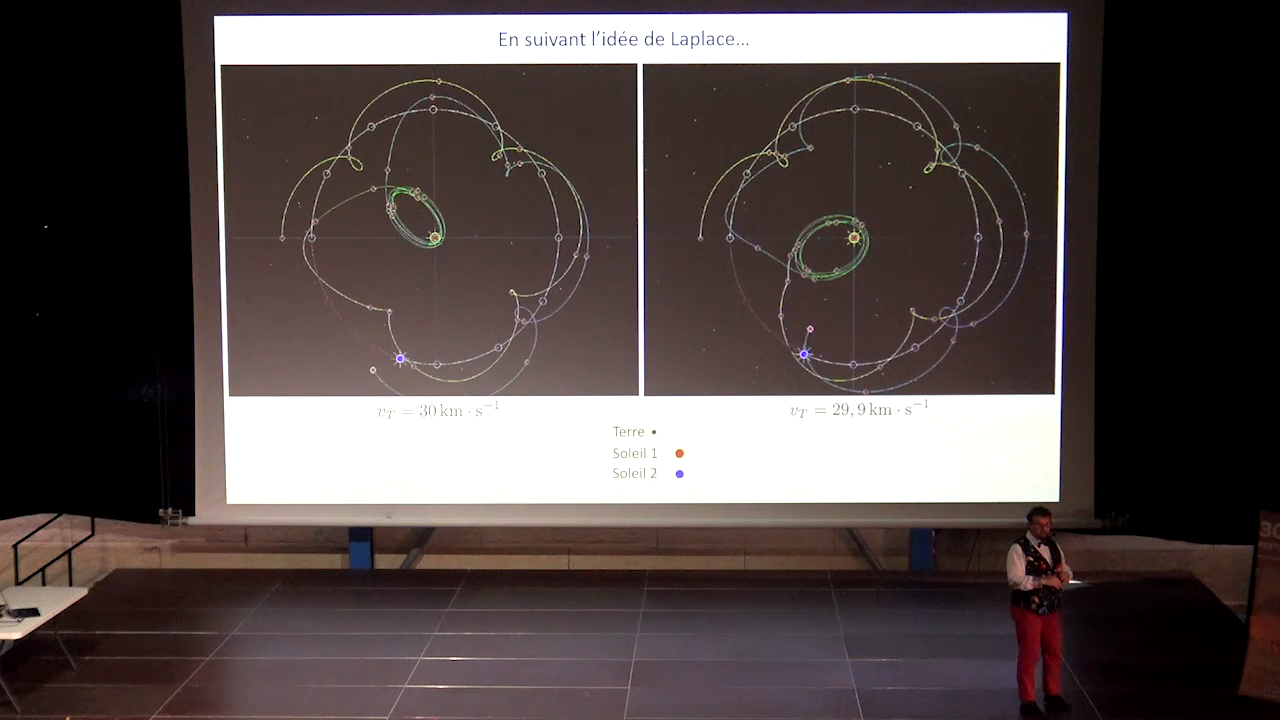 En suivant l’idée de Laplace...
v_T = 30 km · s⁻¹
v_T = 29,9 km · s⁻¹
Terre
Soleil 1
Soleil 2